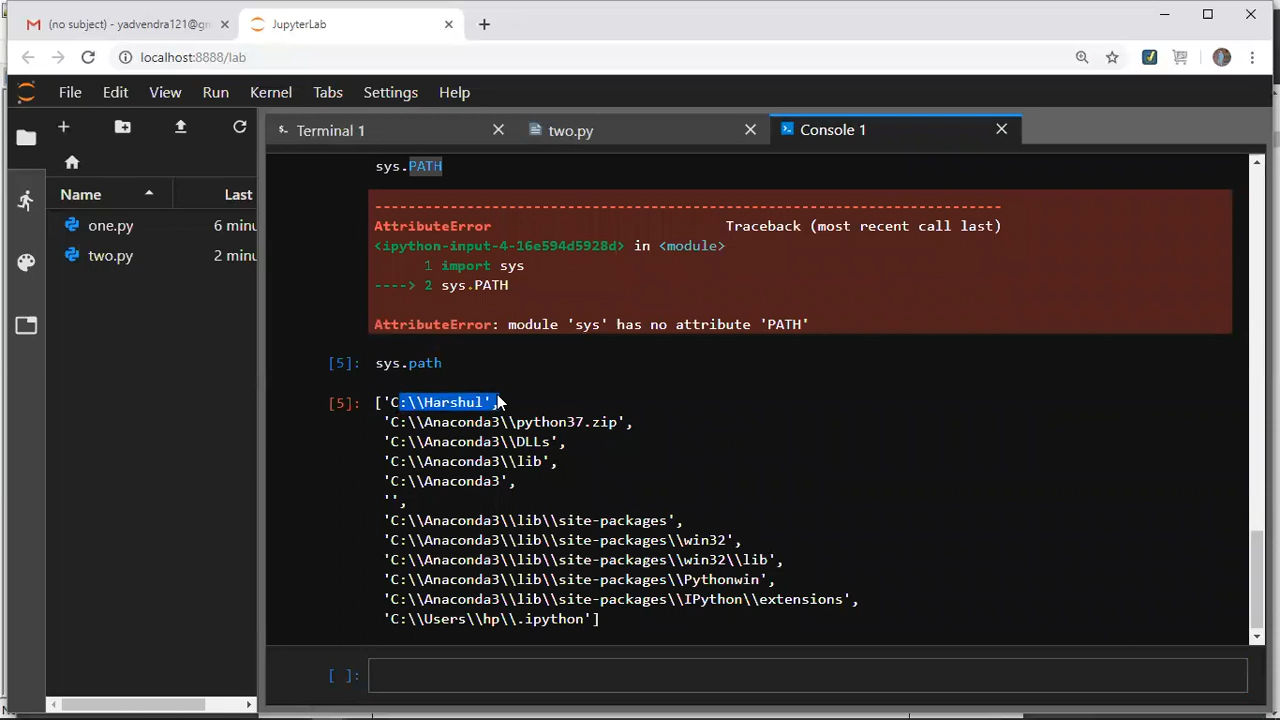 (no subject) - yadvendra121@gm
JupyterLab
localhost:8888/lab
File Edit View Run Kernel Tabs Settings Help
Terminal 1
two.py
Console 1
Name Last
one.py 6 minu
two.py 2 minu
sys.PATH
---------------------------------------------------------------------------
AttributeError Traceback (most recent call last)
<ipython-input-4-16e594d5928d> in <module>
1 import sys
----> 2 sys.PATH
AttributeError: module 'sys' has no attribute 'PATH'
[5]: sys.path
[5]: ['C:\\Harshul',
'C:\\Anaconda3\\python37.zip',
'C:\\Anaconda3\\DLLs',
'C:\\Anaconda3\\lib',
'C:\\Anaconda3',
'',
'C:\\Anaconda3\\lib\\site-packages',
'C:\\Anaconda3\\lib\\site-packages\\win32',
'C:\\Anaconda3\\lib\\site-packages\\win32\\lib',
'C:\\Anaconda3\\lib\\site-packages\\Pythonwin',
'C:\\Anaconda3\\lib\\site-packages\\IPython\\extensions',
'C:\\Users\\hp\\.ipython']
[ ]: